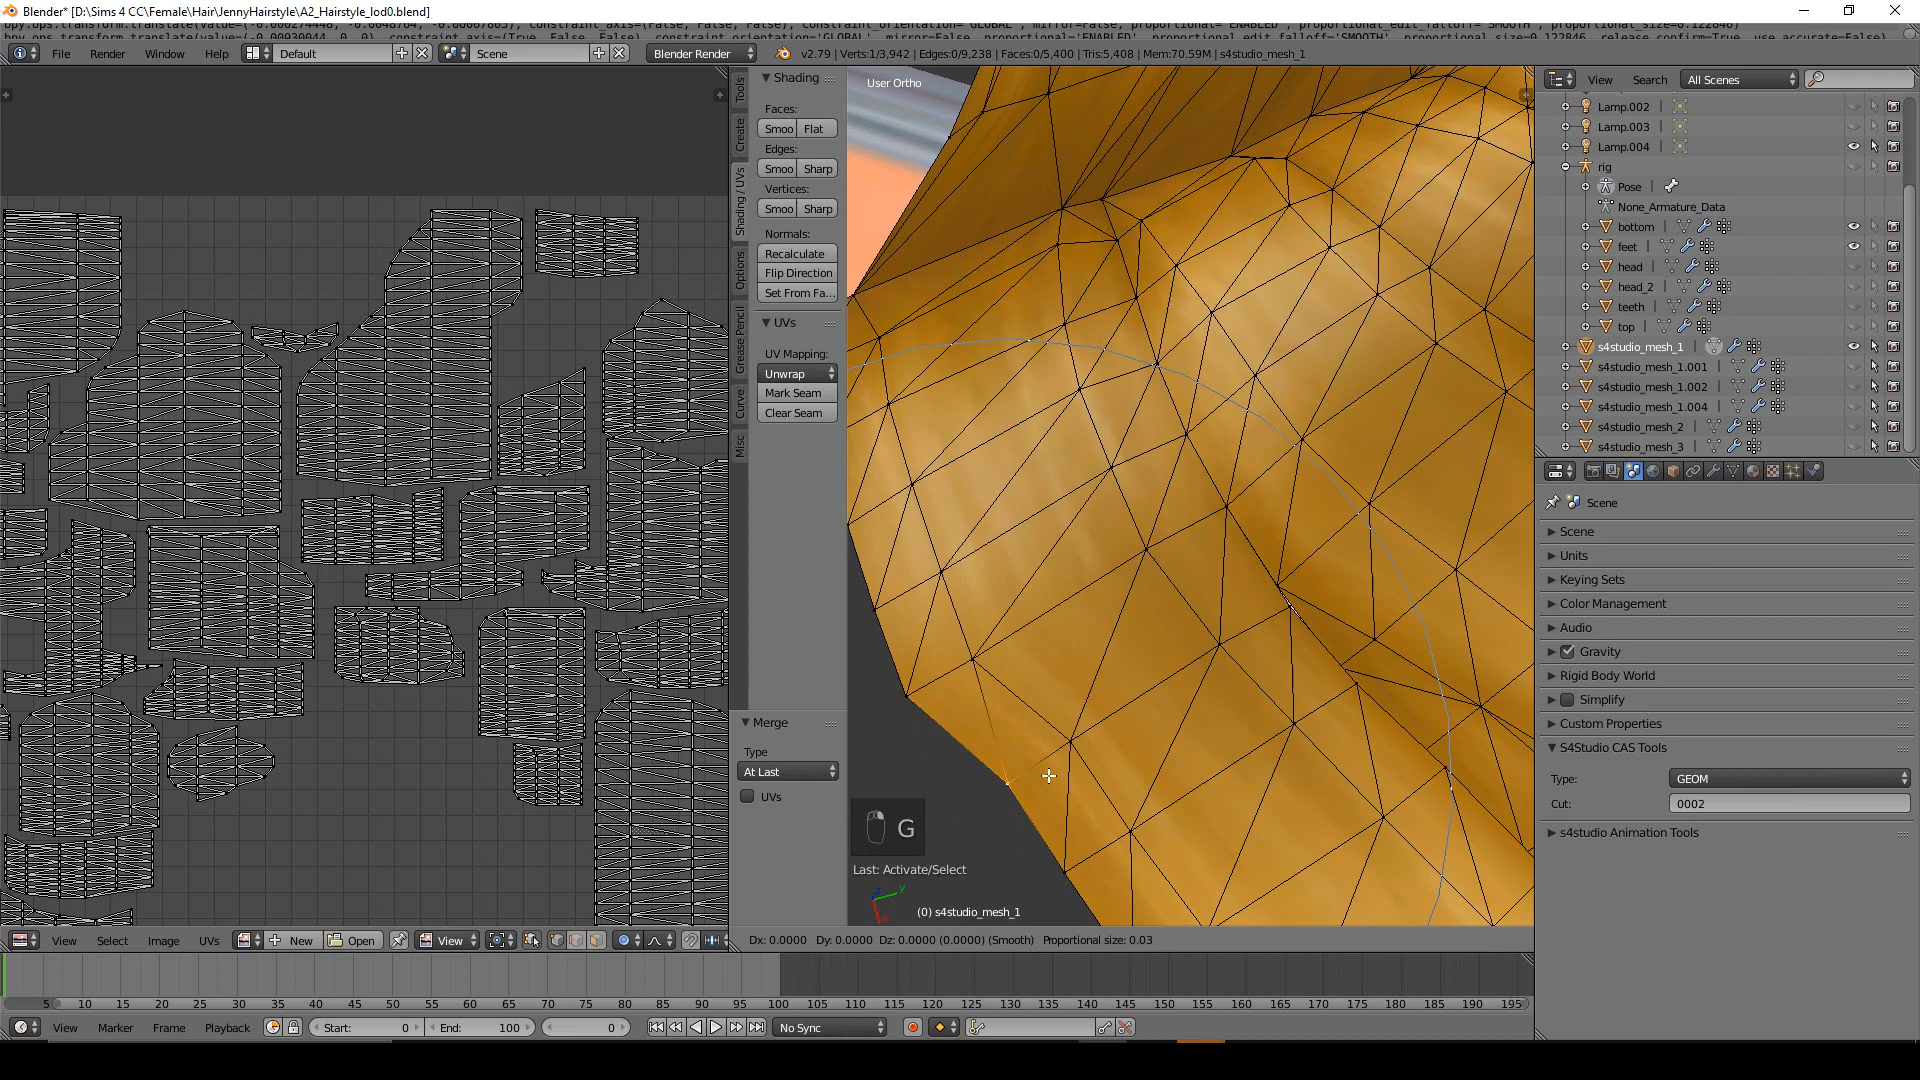 Blender* [D:\Sims 4 CC\Female\Hair\JennyHairstyle\A2_Hairstyle_lod0.blend]
File Render Window Help Default Scene Blender Render v2.79 | Verts:1/3,942 | Edges:0/9,238 | Faces:0/5,400 | Tris:5,408 | Mem:70.59M | s4studio_mesh_1
Tools
Create
Shading / UVs
Options
Grease Pencil
Curve
Misc
Shading
Faces:
Smoo Flat
Edges:
Smoo Sharp
Vertices:
Smoo Sharp
Normals:
Recalculate
Flip Direction
Set From Fa...
UVs
UV Mapping:
Unwrap
Mark Seam
Clear Seam
Merge
Type
At Last
UVs
User Ortho
G
Last: Activate/Select
z y x
(0) s4studio_mesh_1
View Search All Scenes
Lamp.002
Lamp.003
Lamp.004
rig
Pose
None_Armature_Data
bottom
feet
head
head_2
teeth
top
s4studio_mesh_1
s4studio_mesh_1.001
s4studio_mesh_1.002
s4studio_mesh_1.004
s4studio_mesh_2
s4studio_mesh_3
Scene
Scene
Units
Keying Sets
Color Management
Audio
Gravity
Rigid Body World
Simplify
Custom Properties
S4Studio CAS Tools
Type: GEOM
Cut: 0002
s4studio Animation Tools
View Select Image UVs New Open View
Dx: 0.0000 Dy: 0.0000 Dz: 0.0000 (0.0000) (Smooth) Proportional size: 0.03
5 10 15 20 25 30 35 40 45 50 55 60 65 70 75 80 85 90 95 100 105 110 115 120 125 130 135 140 145 150 155 160 165 170 175 180 185 190 195
View Marker Frame Playback Start: 0 End: 100 0 No Sync